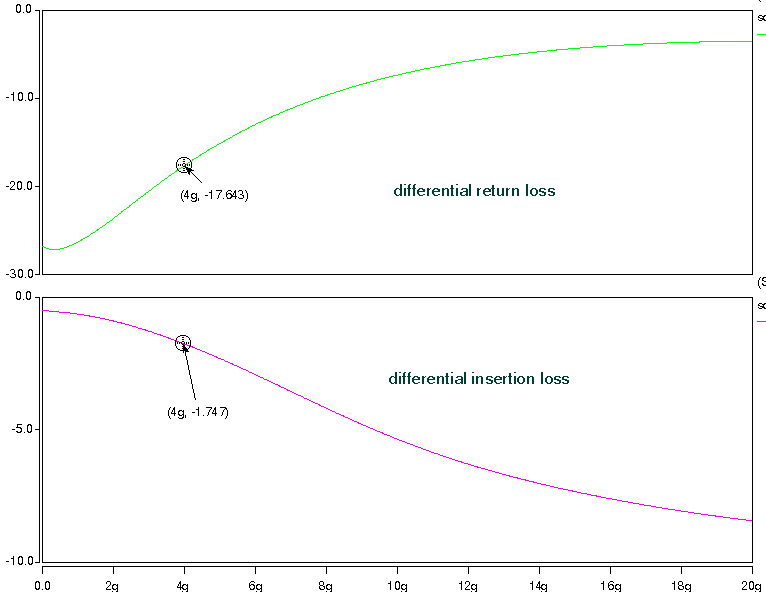 0.0
-10.0
(4g, -17.643)
differential return loss
-20.0
-30.0
0.0
differential insertion loss
(4g, -1.747)
-5.0
-10.0
0.0 2g 4g 6g 8g 10g 12g 14g 16g 18g 20g